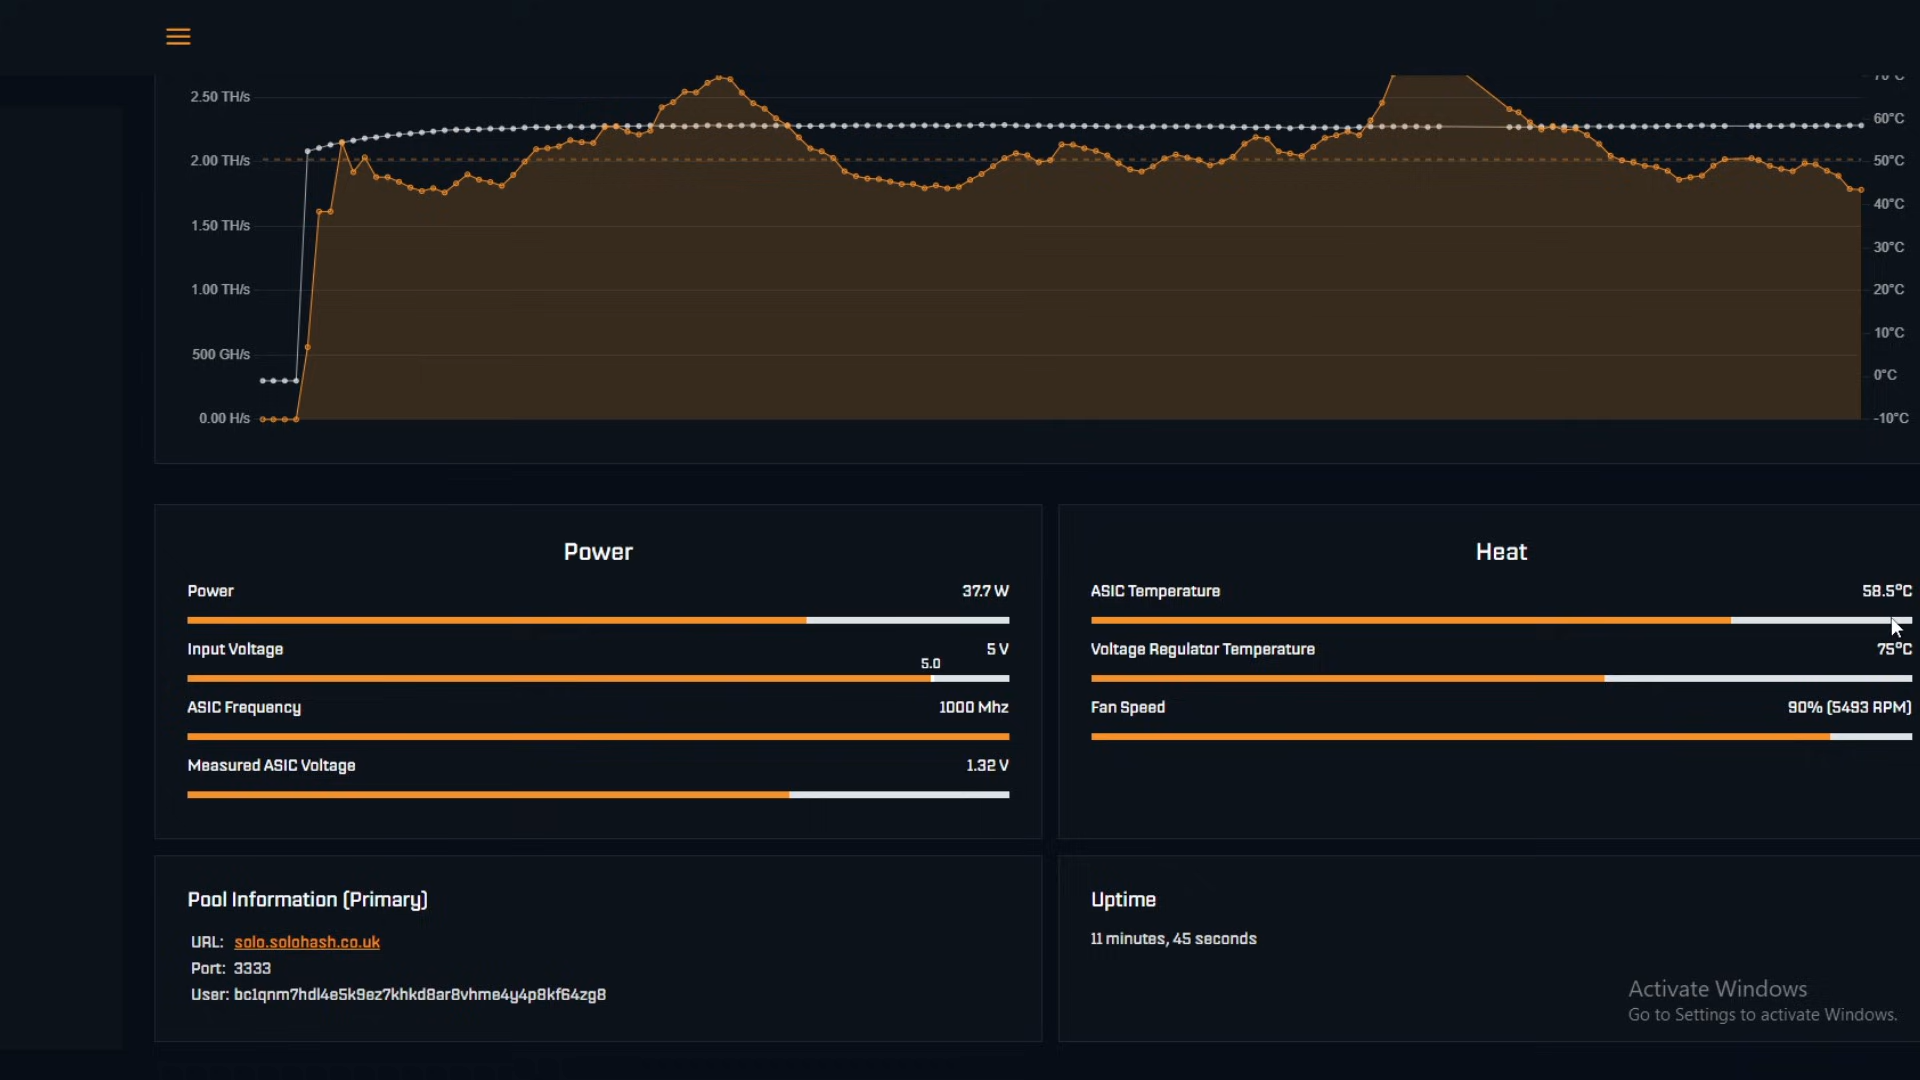 70°C
2.50 TH/s
60°C
2.00 TH/s
50°C
40°C
1.50 TH/s
30°C
1.00 TH/s
20°C
10°C
500 GH/s
0°C
0.00 H/s
-10°C
Power
Power 37.7 W
Input Voltage 5 V
5.0
ASIC Frequency 1000 Mhz
Measured ASIC Voltage 1.32 V
Heat
ASIC Temperature 58.5°C
Voltage Regulator Temperature 75°C
Fan Speed 90% (5493 RPM)
Pool Information (Primary)
URL: solo.solohash.co.uk
Port: 3333
User: bc1qnm7hdl4e5k9ez7khkd8ar8vhme4y4p8kf64zg8
Uptime
11 minutes, 45 seconds
Activate Windows
Go to Settings to activate Windows.